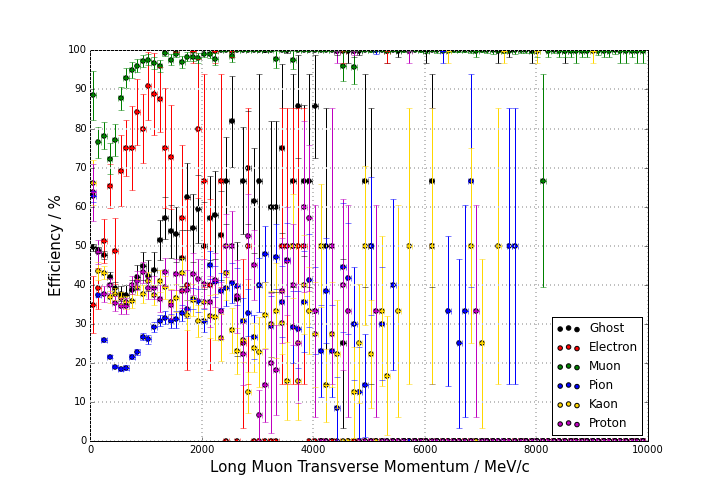 100
90
80
70
60
50
40
30
20
10
0
Efficiency / %
Ghost
Electron
Muon
Pion
Kaon
Proton
0 2000 4000 6000 8000 10000
Long Muon Transverse Momentum / MeV/c